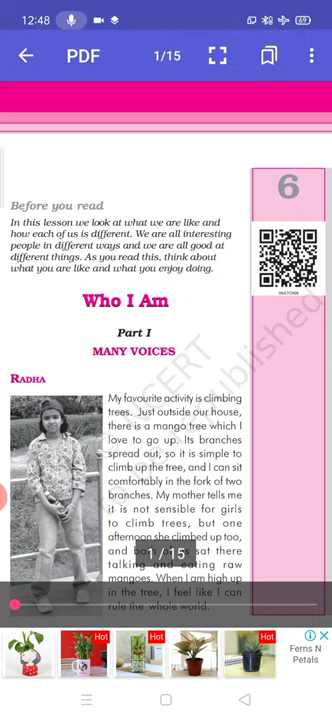 12:48 69
PDF 1/15
Before you read
In this lesson we look at what we are like and
how each of us is different. We are all interesting
people in different ways and we are all good at
different things. As you read this, think about
what you are like and what you enjoy doing.
6
0647CH06
Who I Am
Part I
MANY VOICES
RADHA
My favourite activity is climbing
trees. Just outside our house,
there is a mango tree which I
love to go up. Its branches
spread out, so it is simple to
climb up the tree, and I can sit
comfortably in the fork of two
branches. My mother tells me
it is not sensible for girls
to climb trees, but one
afternoon she climbed up too,
and both sat there
talking and eating raw
mangoes. When I am high up
in the tree, I feel like I can
rule the whole world.
1/15
Hot
Hot
Hot
Ferns N
Petals
NCERT
republished